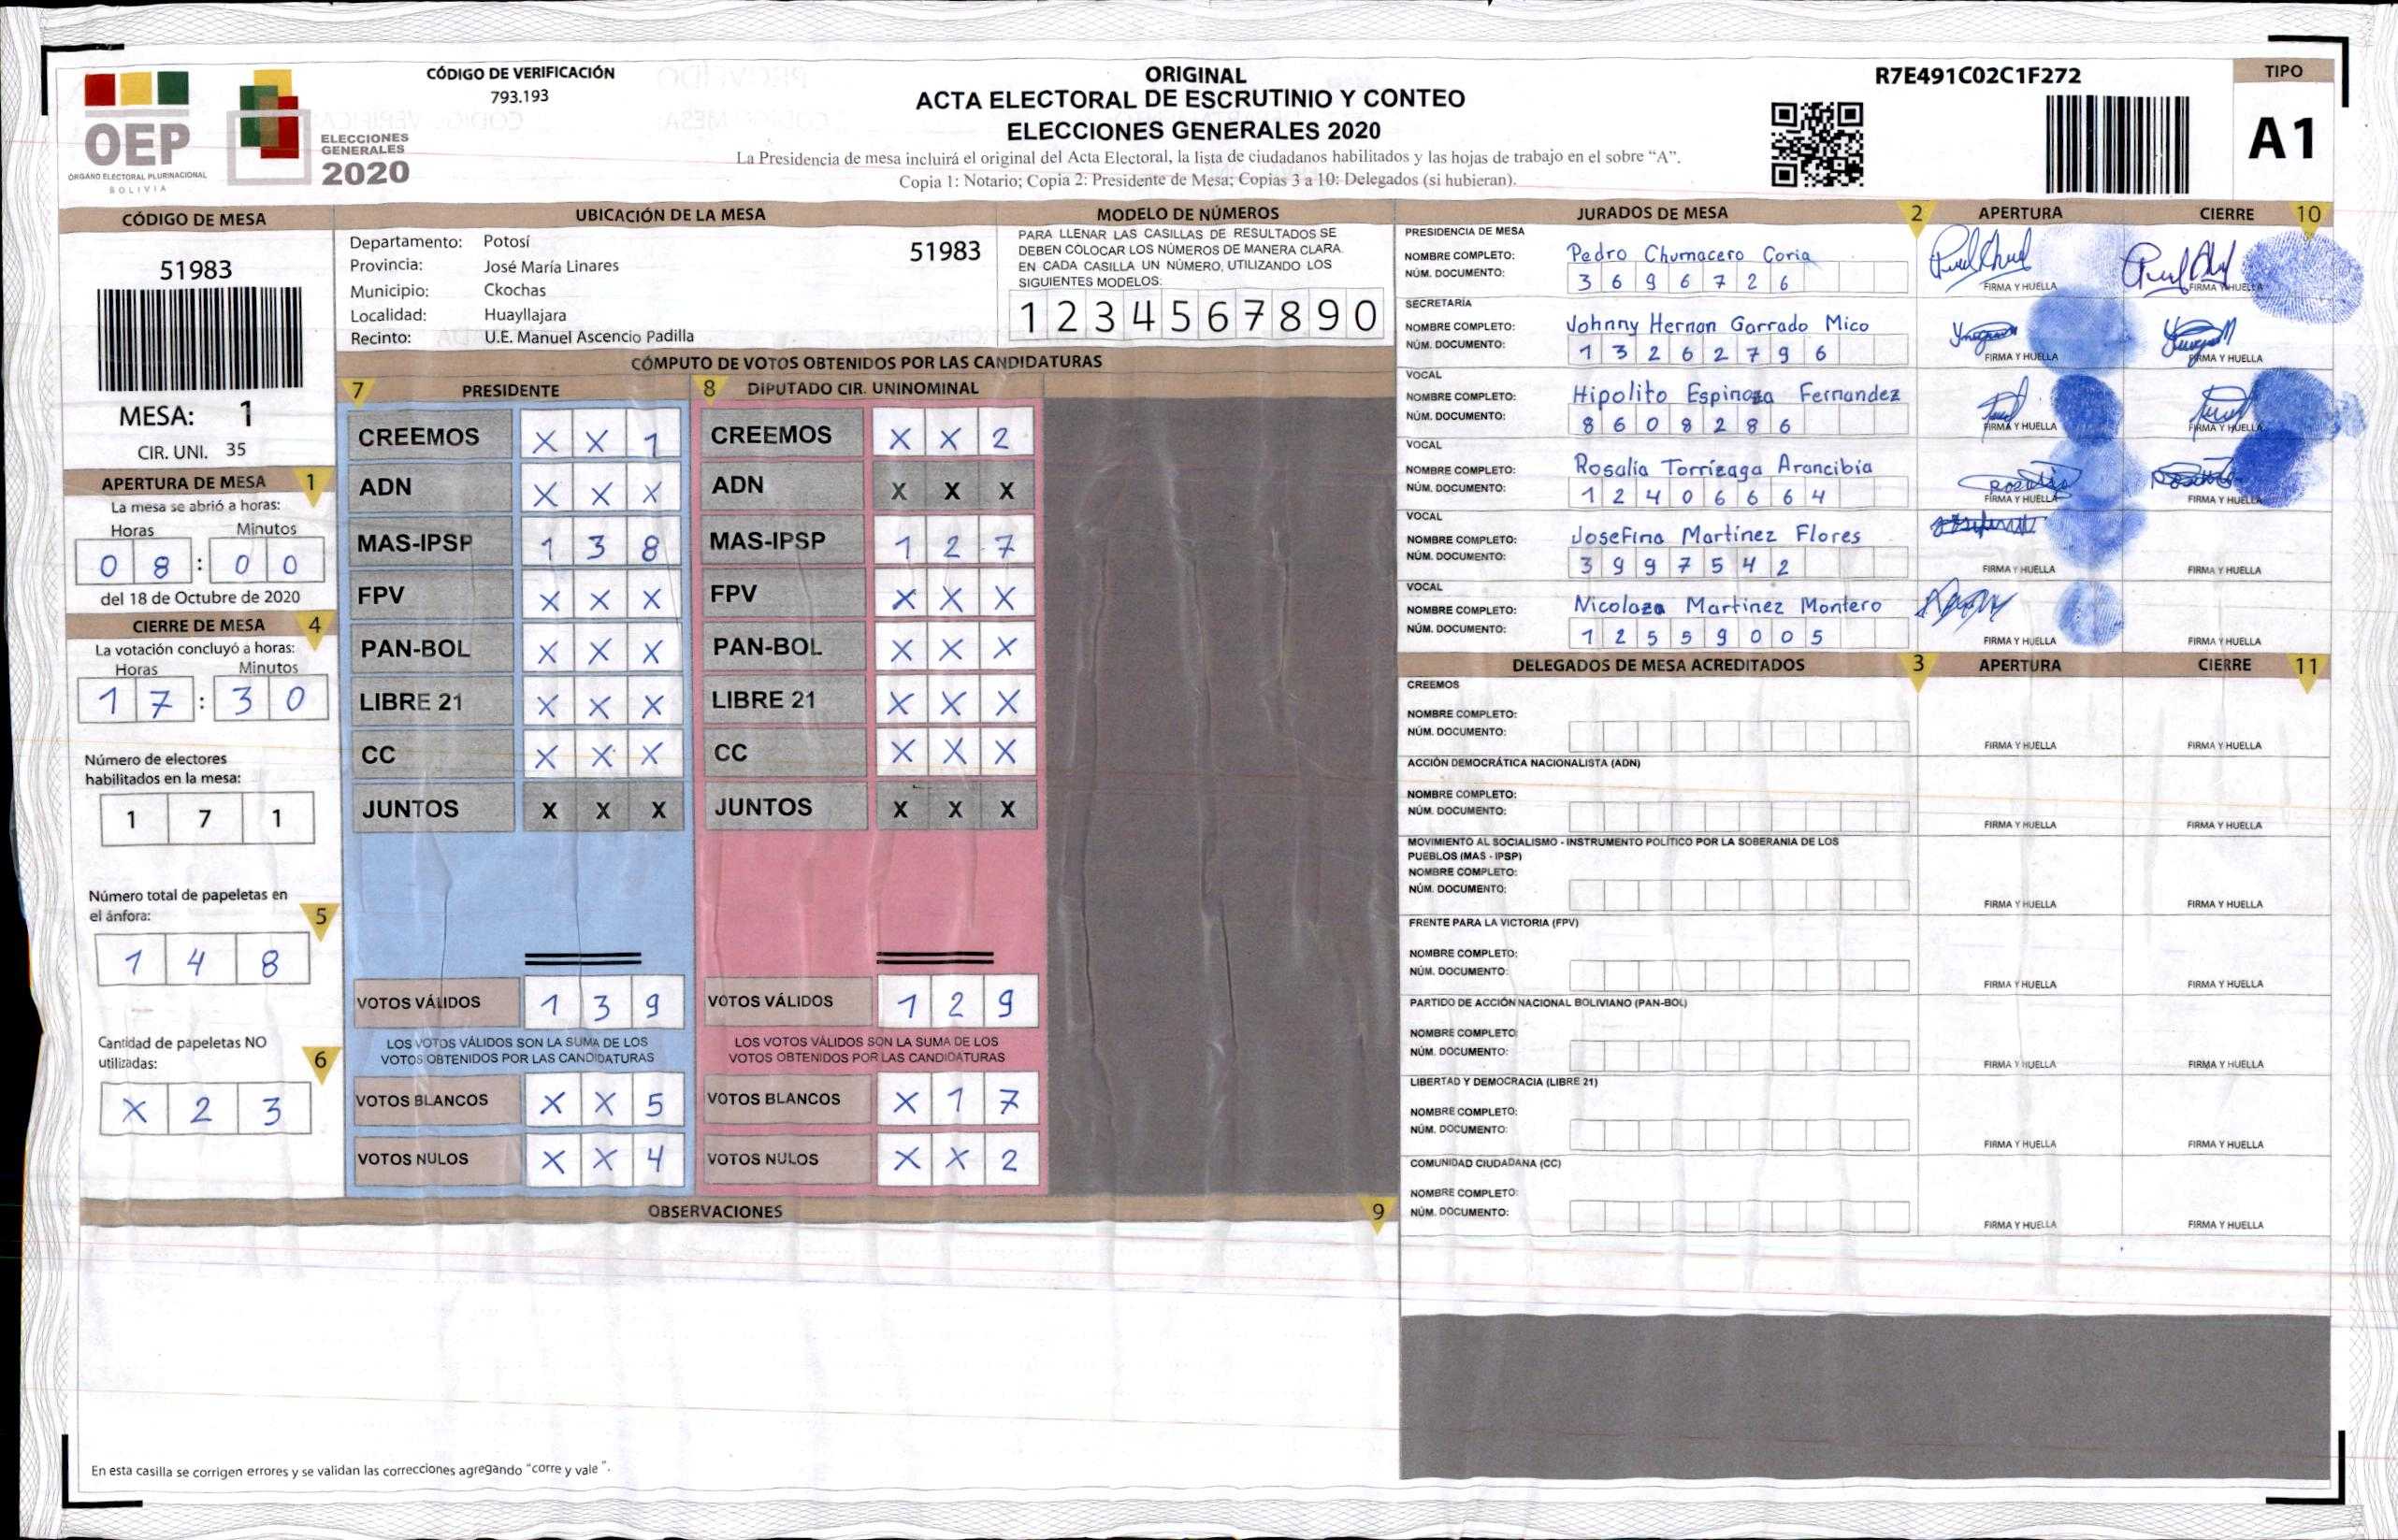 CÓDIGO DE VERIFICACIÓN
793.193
OEP
ÓRGANO ELECTORAL PLURINACIONAL
BOLIVIA
ELECCIONES
GENERALES
2020
ORIGINAL
ACTA ELECTORAL DE ESCRUTINIO Y CONTEO
ELECCIONES GENERALES 2020
La Presidencia de mesa incluirá el original del Acta Electoral, la lista de ciudadanos habilitados y las hojas de trabajo en el sobre “A”.
Copia 1: Notario; Copia 2: Presidente de Mesa; Copias 3 a 10: Delegados (si hubieran).
R7E491C02C1F272
TIPO
A1
CÓDIGO DE MESA
51983
MESA: 1
CIR. UNI. 35
UBICACIÓN DE LA MESA
Departamento: Potosí
51983
Provincia: José María Linares
Municipio: Ckochas
Localidad: Huayllajara
Recinto: U.E. Manuel Ascencio Padilla
MODELO DE NÚMEROS
PARA LLENAR LAS CASILLAS DE RESULTADOS SE
DEBEN COLOCAR LOS NÚMEROS DE MANERA CLARA.
EN CADA CASILLA UN NÚMERO, UTILIZANDO LOS
SIGUIENTES MODELOS:
1 2 3 4 5 6 7 8 9 0
APERTURA DE MESA 1
La mesa se abrió a horas:
Horas Minutos
0 8 : 0 0
del 18 de Octubre de 2020
CIERRE DE MESA 4
La votación concluyó a horas:
Horas Minutos
1 7 : 3 0
Número de electores
habilitados en la mesa:
1 7 1
Número total de papeletas en
el ánfora: 5
1 4 8
Cantidad de papeletas NO
utilizadas: 6
X 2 3
CÓMPUTO DE VOTOS OBTENIDOS POR LAS CANDIDATURAS
7 PRESIDENTE
CREEMOS X X 1
ADN X X X
MAS-IPSP 1 3 8
FPV X X X
PAN-BOL X X X
LIBRE 21 X X X
CC X X X
JUNTOS X X X
VOTOS VÁLIDOS 1 3 9
LOS VOTOS VÁLIDOS SON LA SUMA DE LOS
VOTOS OBTENIDOS POR LAS CANDIDATURAS
VOTOS BLANCOS X X 5
VOTOS NULOS X X 4
8 DIPUTADO CIR. UNINOMINAL
CREEMOS X X 2
ADN X X X
MAS-IPSP 1 2 7
FPV X X X
PAN-BOL X X X
LIBRE 21 X X X
CC X X X
JUNTOS X X X
VOTOS VÁLIDOS 1 2 9
LOS VOTOS VÁLIDOS SON LA SUMA DE LOS
VOTOS OBTENIDOS POR LAS CANDIDATURAS
VOTOS BLANCOS X 1 7
VOTOS NULOS X X 2
OBSERVACIONES 9
En esta casilla se corrigen errores y se validan las correcciones agregando “corre y vale”.
JURADOS DE MESA 2 APERTURA CIERRE 10
PRESIDENCIA DE MESA
NOMBRE COMPLETO: Pedro Chumacero Coria
NÚM. DOCUMENTO: 3 6 9 6 7 2 6
FIRMA Y HUELLA FIRMA Y HUELLA
SECRETARÍA
NOMBRE COMPLETO: Johnny Hernan Garrado Mico
NÚM. DOCUMENTO: 1 3 2 6 2 7 9 6
FIRMA Y HUELLA FIRMA Y HUELLA
VOCAL
NOMBRE COMPLETO: Hipolito Espinoza Fernandez
NÚM. DOCUMENTO: 8 6 0 8 2 8 6
FIRMA Y HUELLA FIRMA Y HUELLA
VOCAL
NOMBRE COMPLETO: Rosalia Torrizaga Arancibia
NÚM. DOCUMENTO: 1 2 4 0 6 6 6 4
FIRMA Y HUELLA FIRMA Y HUELLA
VOCAL
NOMBRE COMPLETO: Josefina Martinez Flores
NÚM. DOCUMENTO: 3 9 9 7 5 4 2
FIRMA Y HUELLA FIRMA Y HUELLA
VOCAL
NOMBRE COMPLETO: Nicolaza Martinez Montero
NÚM. DOCUMENTO: 1 2 5 5 9 0 0 5
FIRMA Y HUELLA FIRMA Y HUELLA
DELEGADOS DE MESA ACREDITADOS 3 APERTURA CIERRE 11
CREEMOS
NOMBRE COMPLETO:
NÚM. DOCUMENTO:
FIRMA Y HUELLA FIRMA Y HUELLA
ACCIÓN DEMOCRÁTICA NACIONALISTA (ADN)
NOMBRE COMPLETO:
NÚM. DOCUMENTO:
FIRMA Y HUELLA FIRMA Y HUELLA
MOVIMIENTO AL SOCIALISMO - INSTRUMENTO POLÍTICO POR LA SOBERANIA DE LOS
PUEBLOS (MAS - IPSP)
NOMBRE COMPLETO:
NÚM. DOCUMENTO:
FIRMA Y HUELLA FIRMA Y HUELLA
FRENTE PARA LA VICTORIA (FPV)
NOMBRE COMPLETO:
NÚM. DOCUMENTO:
FIRMA Y HUELLA FIRMA Y HUELLA
PARTIDO DE ACCIÓN NACIONAL BOLIVIANO (PAN-BOL)
NOMBRE COMPLETO:
NÚM. DOCUMENTO:
FIRMA Y HUELLA FIRMA Y HUELLA
LIBERTAD Y DEMOCRACIA (LIBRE 21)
NOMBRE COMPLETO:
NÚM. DOCUMENTO:
FIRMA Y HUELLA FIRMA Y HUELLA
COMUNIDAD CIUDADANA (CC)
NOMBRE COMPLETO:
NÚM. DOCUMENTO:
FIRMA Y HUELLA FIRMA Y HUELLA